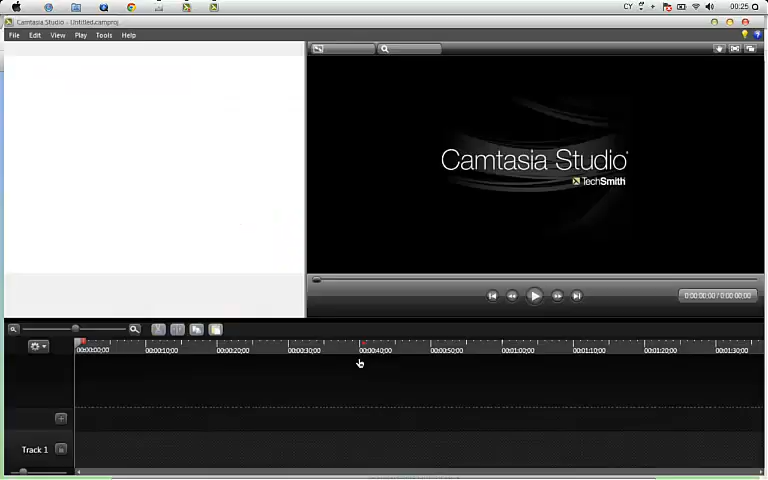 CY 00:25
Camtasia Studio - Untitled.camproj
File Edit View Play Tools Help
Camtasia Studio
TechSmith
0:00:00;00 / 0:00:00;00
00:00:00;00 00:00:10;00 00:00:20;00 00:00:30;00 00:00:40;00 00:00:50;00 00:01:00;00 00:01:10;00 00:01:20;00 00:01:30;00
Track 1